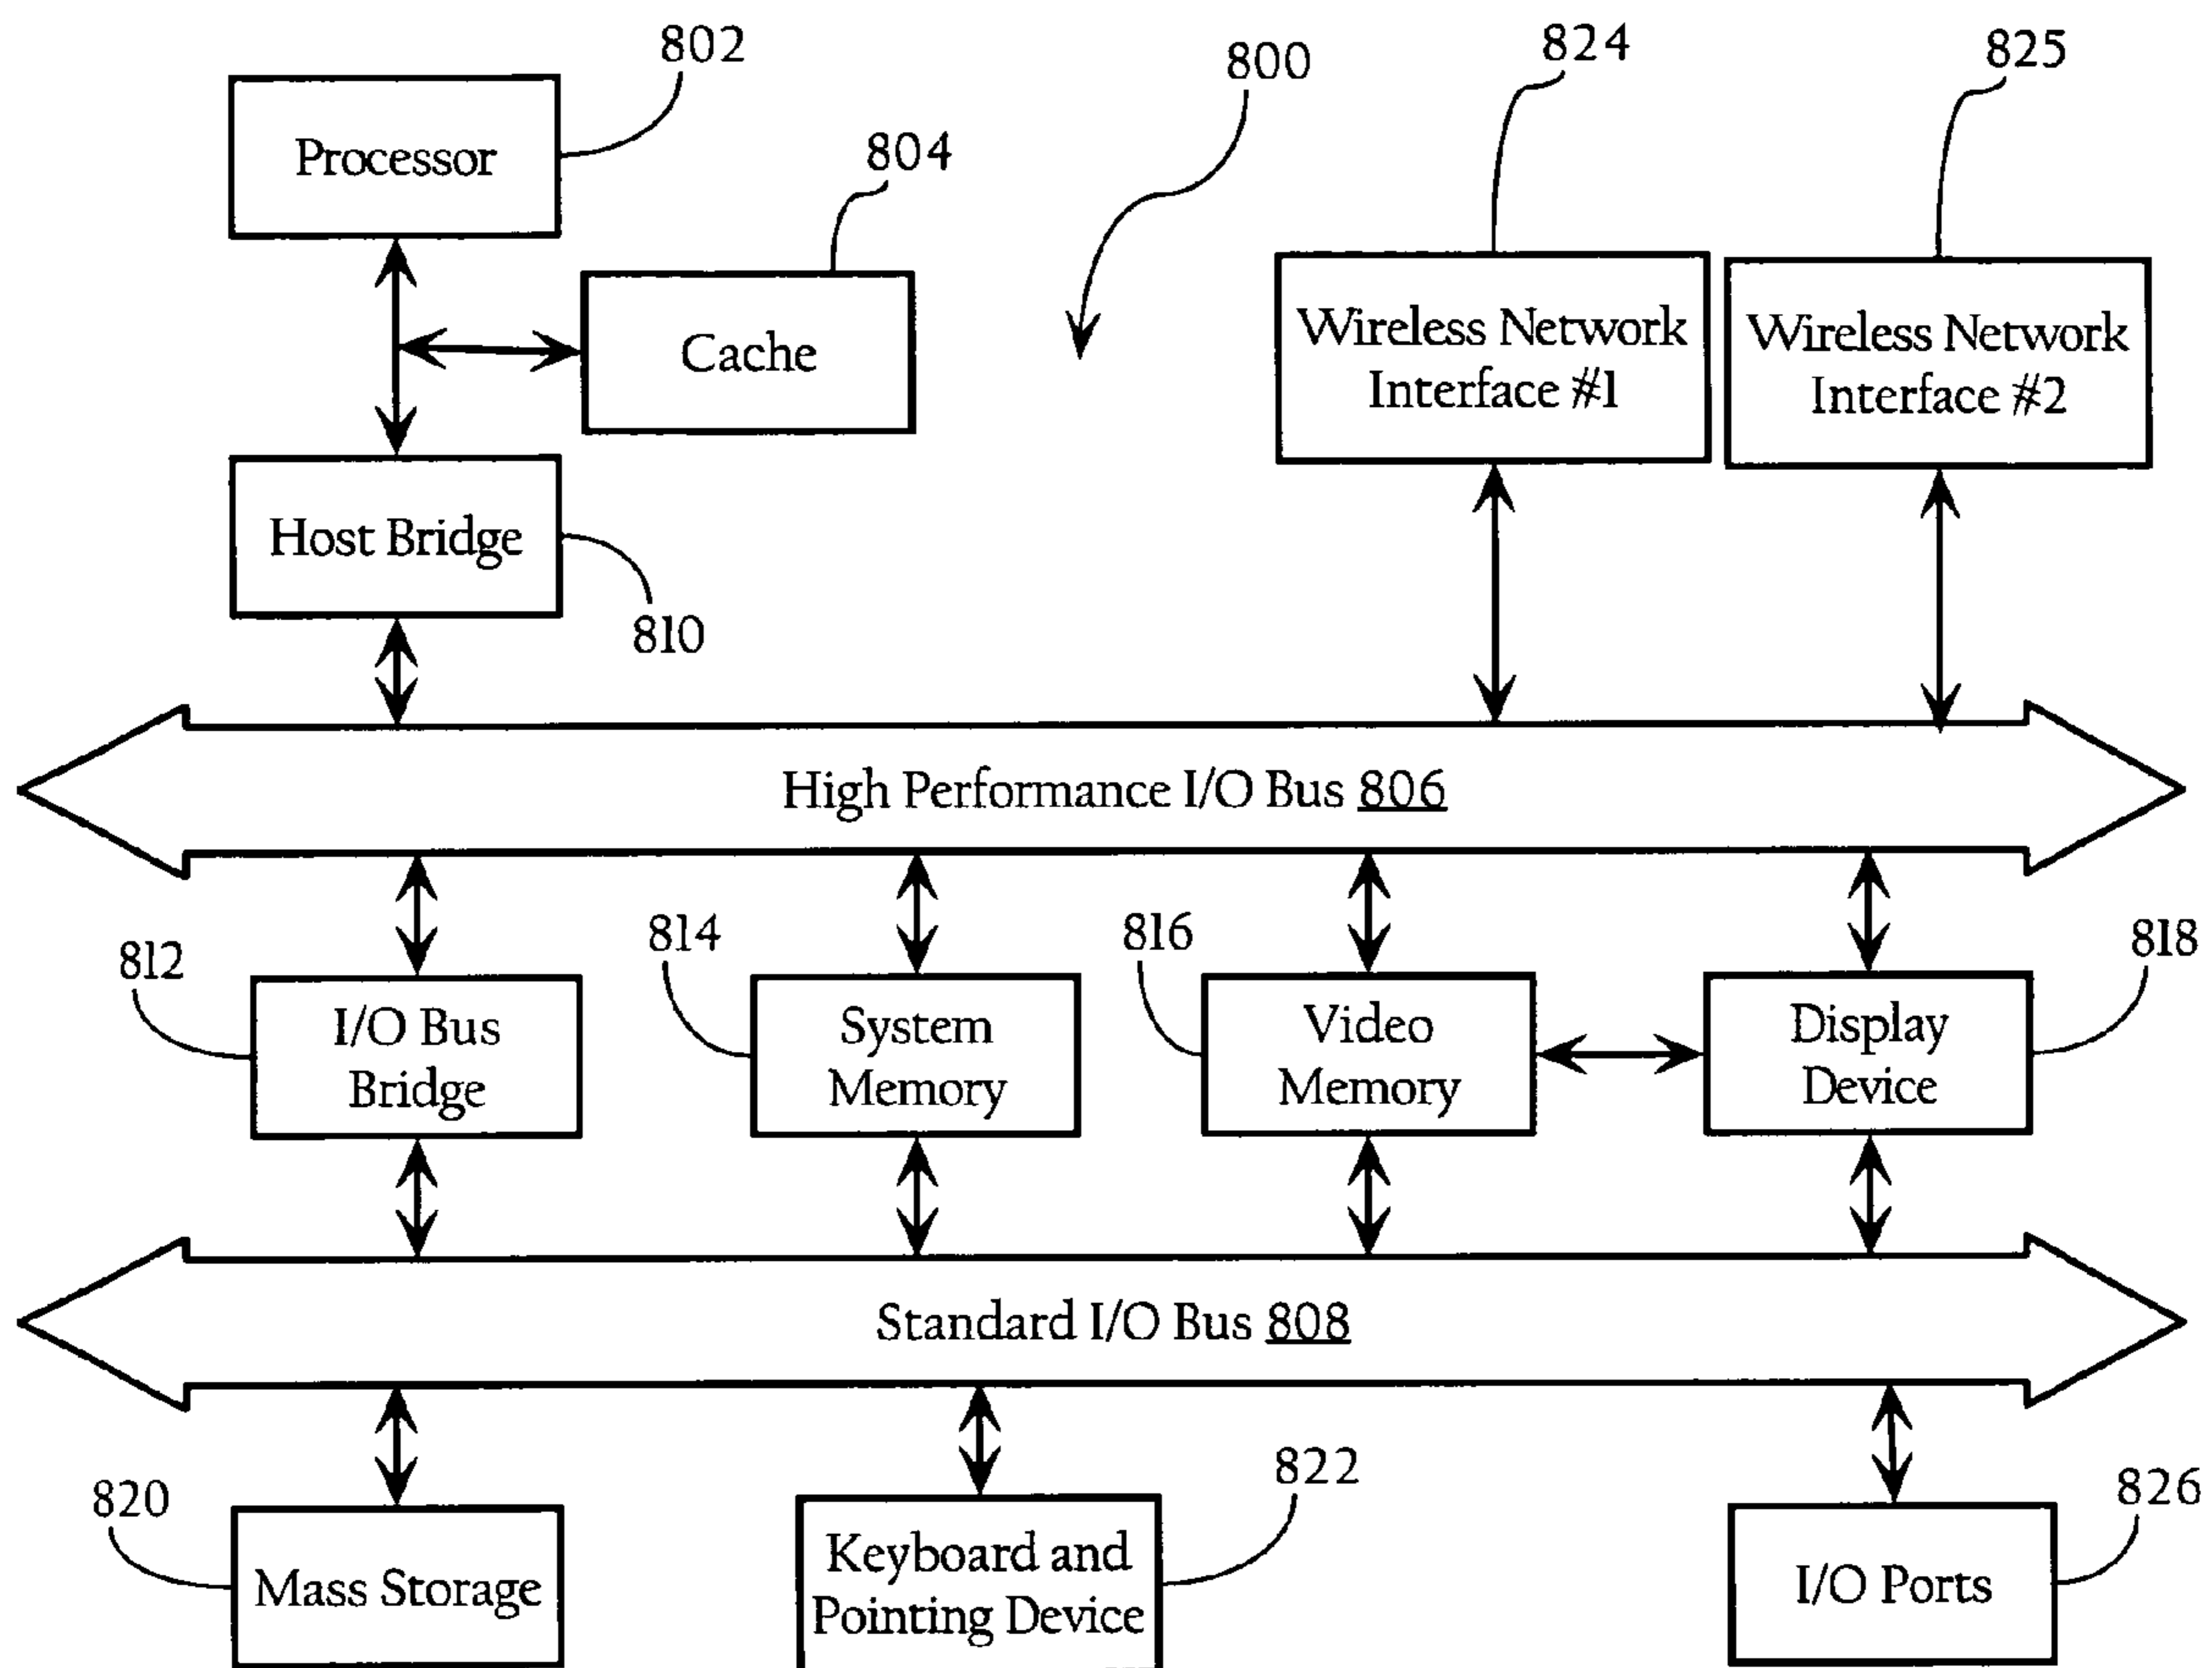 802
800
824
825
Processor
804
Cache
Wireless Network
Interface #1
Wireless Network
Interface #2
Host Bridge
810
High Performance I/O Bus 806
812
814
816
818
I/O Bus
Bridge
System
Memory
Video
Memory
Display
Device
Standard I/O Bus 808
820
822
826
Mass Storage
Keyboard and
Pointing Device
I/O Ports